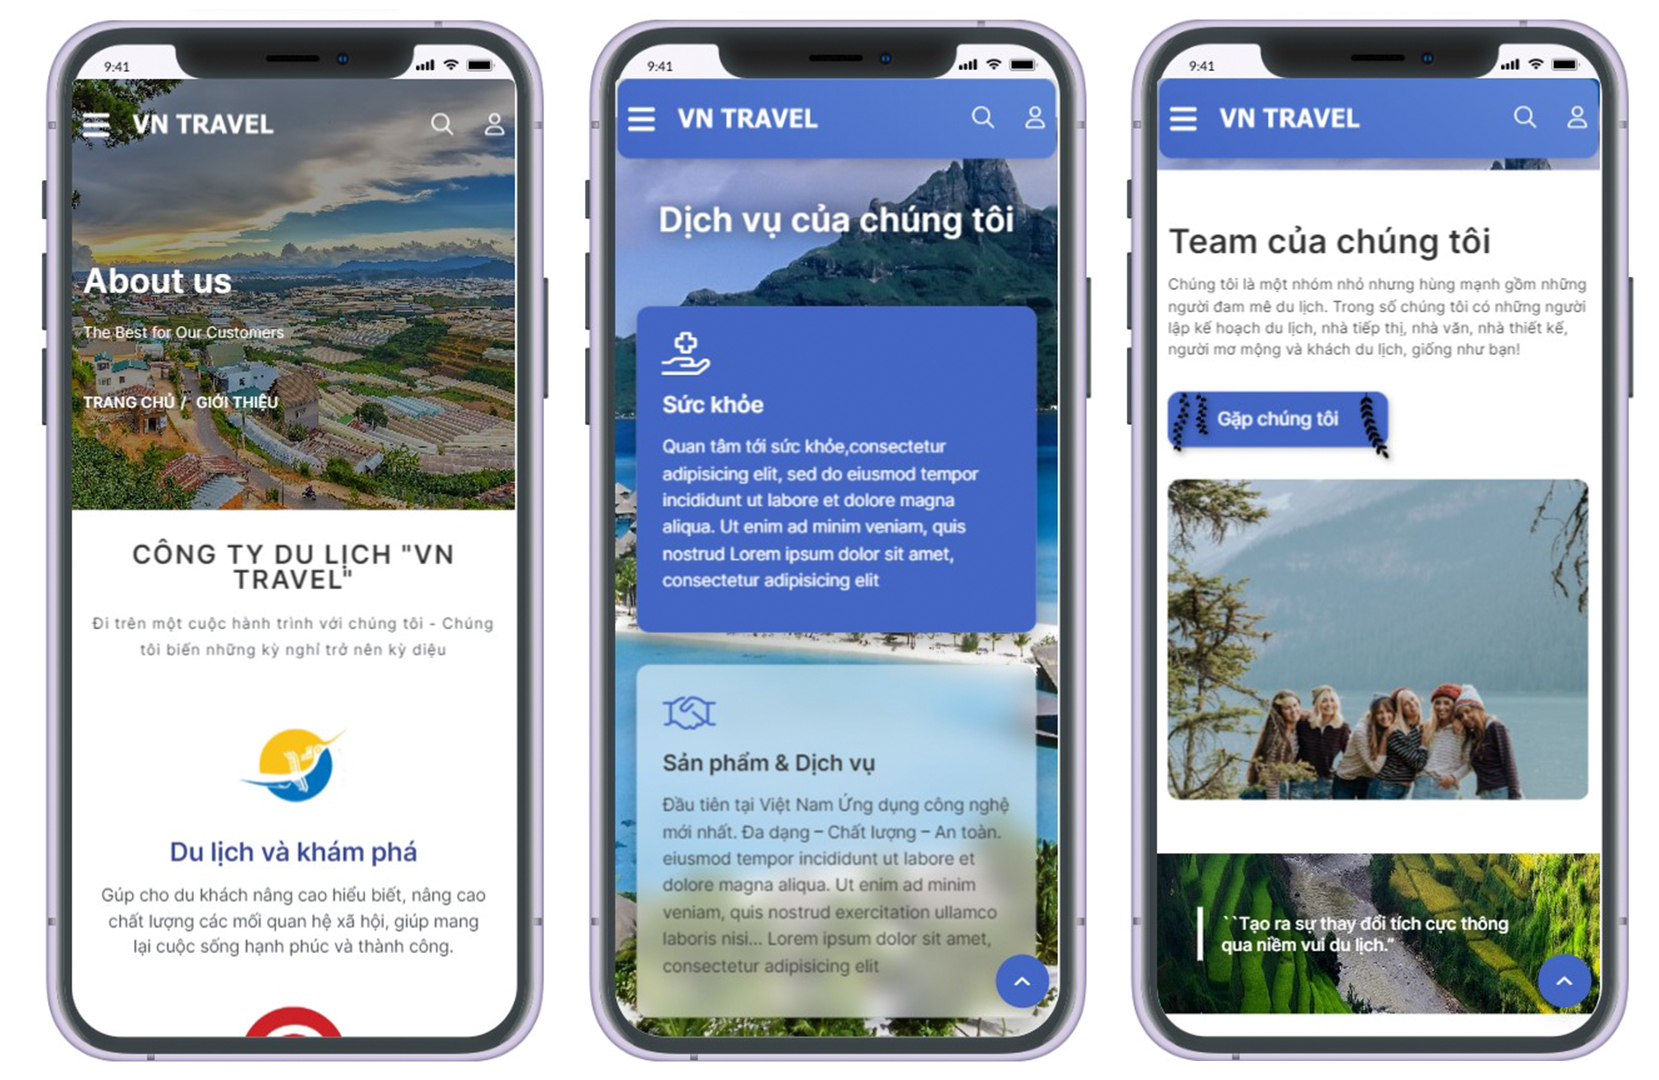 9:41
VN TRAVEL
About us
The Best for Our Customers
TRANG CHỦ / GIỚI THIỆU
CÔNG TY DU LỊCH "VN
TRAVEL"
Đi trên một cuộc hành trình với chúng tôi - Chúng
tôi biến những kỳ nghỉ trở nên kỳ diệu
Du lịch và khám phá
Gúp cho du khách nâng cao hiểu biết, nâng cao
chất lượng các mối quan hệ xã hội, giúp mang
lại cuộc sống hạnh phúc và thành công.
9:41
VN TRAVEL
Dịch vụ của chúng tôi
Sức khỏe
Quan tâm tới sức khỏe,consectetur
adipisicing elit, sed do eiusmod tempor
incididunt ut labore et dolore magna
aliqua. Ut enim ad minim veniam, quis
nostrud Lorem ipsum dolor sit amet,
consectetur adipisicing elit
Sản phẩm & Dịch vụ
Đầu tiên tại Việt Nam Ứng dụng công nghệ
mới nhất. Đa dạng – Chất lượng – An toàn.
eiusmod tempor incididunt ut labore et
dolore magna aliqua. Ut enim ad minim
veniam, quis nostrud exercitation ullamco
laboris nisi... Lorem ipsum dolor sit amet,
consectetur adipisicing elit
9:41
VN TRAVEL
Team của chúng tôi
Chúng tôi là một nhóm nhỏ nhưng hùng mạnh gồm những
người đam mê du lịch. Trong số chúng tôi có những người
lập kế hoạch du lịch, nhà tiếp thị, nhà văn, nhà thiết kế,
người mơ mộng và khách du lịch, giống như bạn!
Gặp chúng tôi
``Tạo ra sự thay đổi tích cực thông
qua niềm vui du lịch.”